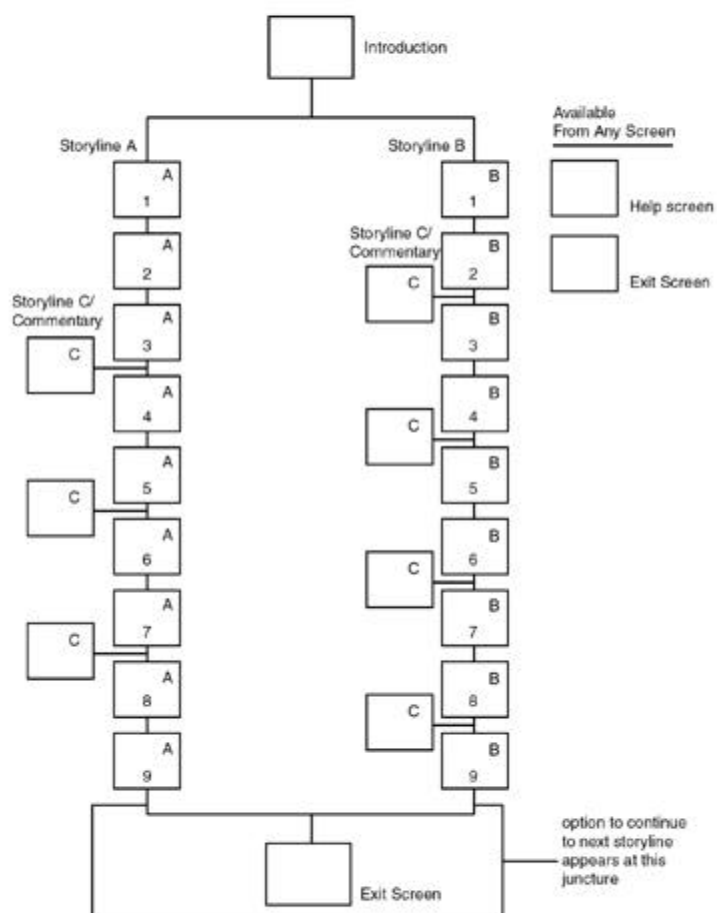 Introduction
Available
From Any Screen
Help screen
Exit Screen
Storyline A
A
1
A
2
Storyline C/
Commentary
A
3
C
A
4
A
5
C
A
6
A
7
C
A
8
A
9
Storyline B
B
1
Storyline C/
Commentary
B
2
C
B
3
B
4
C
B
5
B
6
C
B
7
B
8
C
B
9
option to continue
to next storyline
appears at this
juncture
Exit Screen